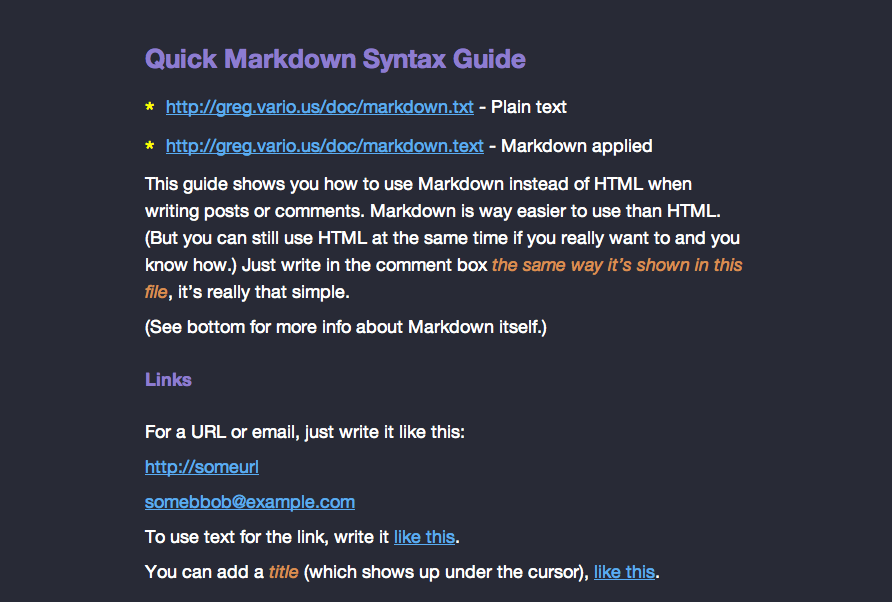 Quick Markdown Syntax Guide
* http://greg.vario.us/doc/markdown.txt - Plain text
* http://greg.vario.us/doc/markdown.text - Markdown applied
This guide shows you how to use Markdown instead of HTML when
writing posts or comments. Markdown is way easier to use than HTML.
(But you can still use HTML at the same time if you really want to and you
know how.) Just write in the comment box the same way it’s shown in this
file, it’s really that simple.
(See bottom for more info about Markdown itself.)
Links
For a URL or email, just write it like this:
http://someurl
somebbob@example.com
To use text for the link, write it like this.
You can add a title (which shows up under the cursor), like this.